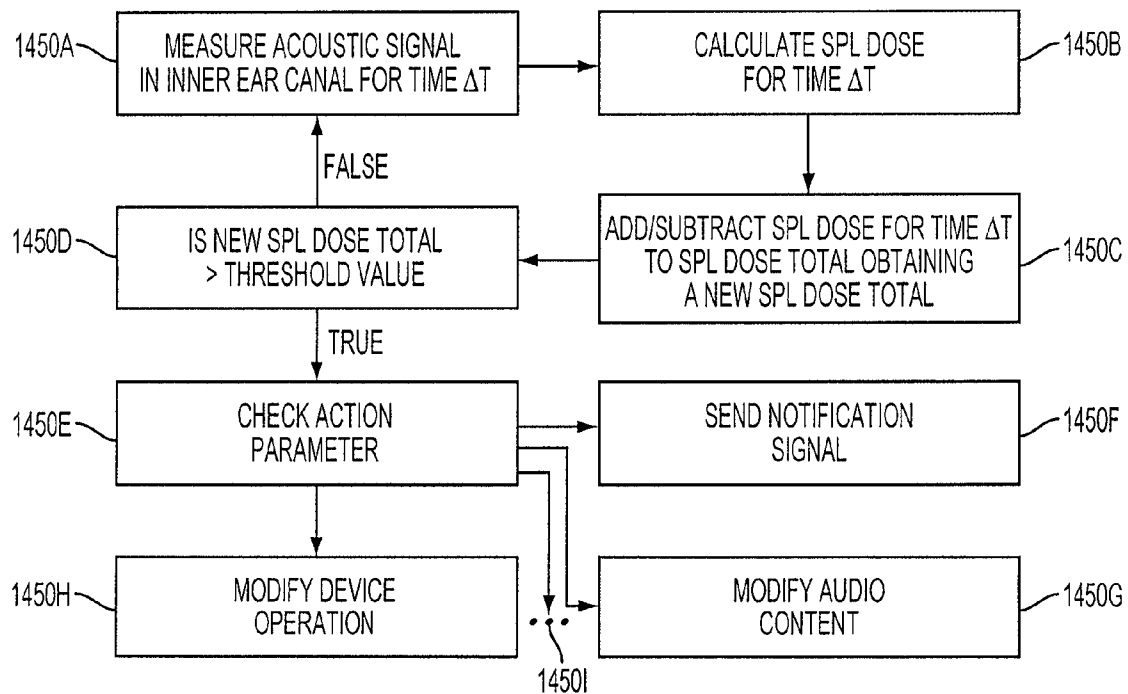 1450A
MEASURE ACOUSTIC SIGNAL
IN INNER EAR CANAL FOR TIME ΔT
CALCULATE SPL DOSE
FOR TIME ΔT
1450B
FALSE
1450D
IS NEW SPL DOSE TOTAL
> THRESHOLD VALUE
ADD/SUBTRACT SPL DOSE FOR TIME ΔT
TO SPL DOSE TOTAL OBTAINING
A NEW SPL DOSE TOTAL
1450C
TRUE
1450E
CHECK ACTION
PARAMETER
SEND NOTIFICATION
SIGNAL
1450F
1450H
MODIFY DEVICE
OPERATION
• • •
1450I
MODIFY AUDIO
CONTENT
1450G